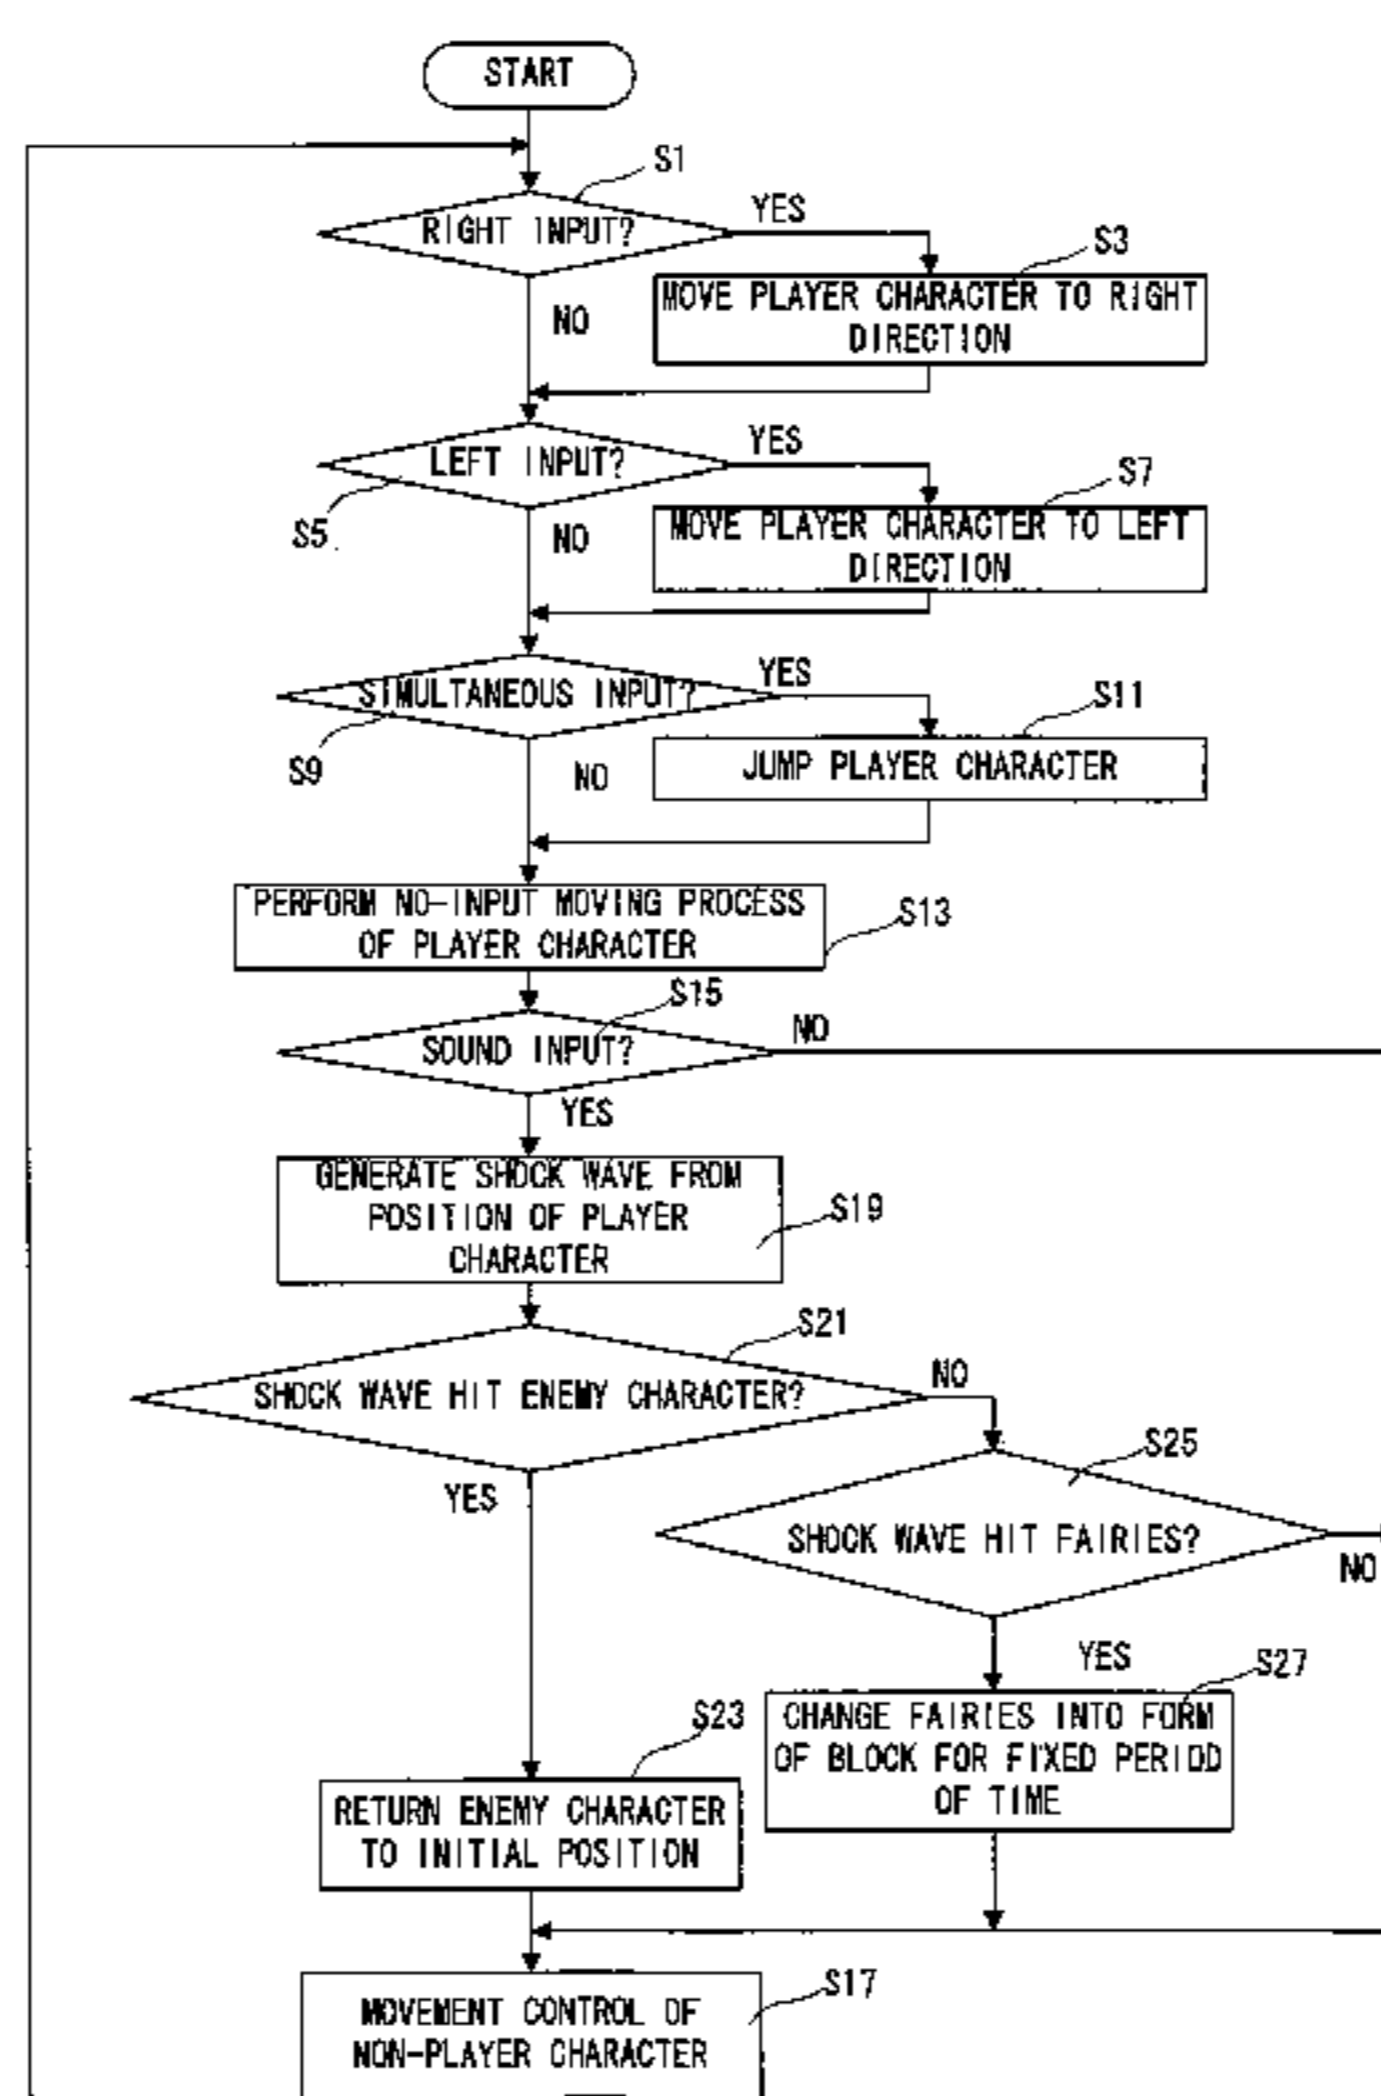 START
S1
RIGHT INPUT?
YES
S3
MOVE PLAYER CHARACTER TO RIGHT
DIRECTION
NO
LEFT INPUT?
YES
S5
S7
MOVE PLAYER CHARACTER TO LEFT
DIRECTION
NO
SIMULTANEOUS INPUT?
YES
S9
S11
JUMP PLAYER CHARACTER
NO
PERFORM NO-INPUT MOVING PROCESS
OF PLAYER CHARACTER
S13
S15
SOUND INPUT?
NO
YES
GENERATE SHOCK WAVE FROM
POSITION OF PLAYER
CHARACTER
S19
S21
SHOCK WAVE HIT ENEMY CHARACTER?
NO
YES
S25
SHOCK WAVE HIT FAIRIES?
NO
YES
S27
CHANGE FAIRIES INTO FORM
OF BLOCK FOR FIXED PERIOD
OF TIME
S23
RETURN ENEMY CHARACTER
TO INITIAL POSITION
S17
MOVEMENT CONTROL OF
NON-PLAYER CHARACTER